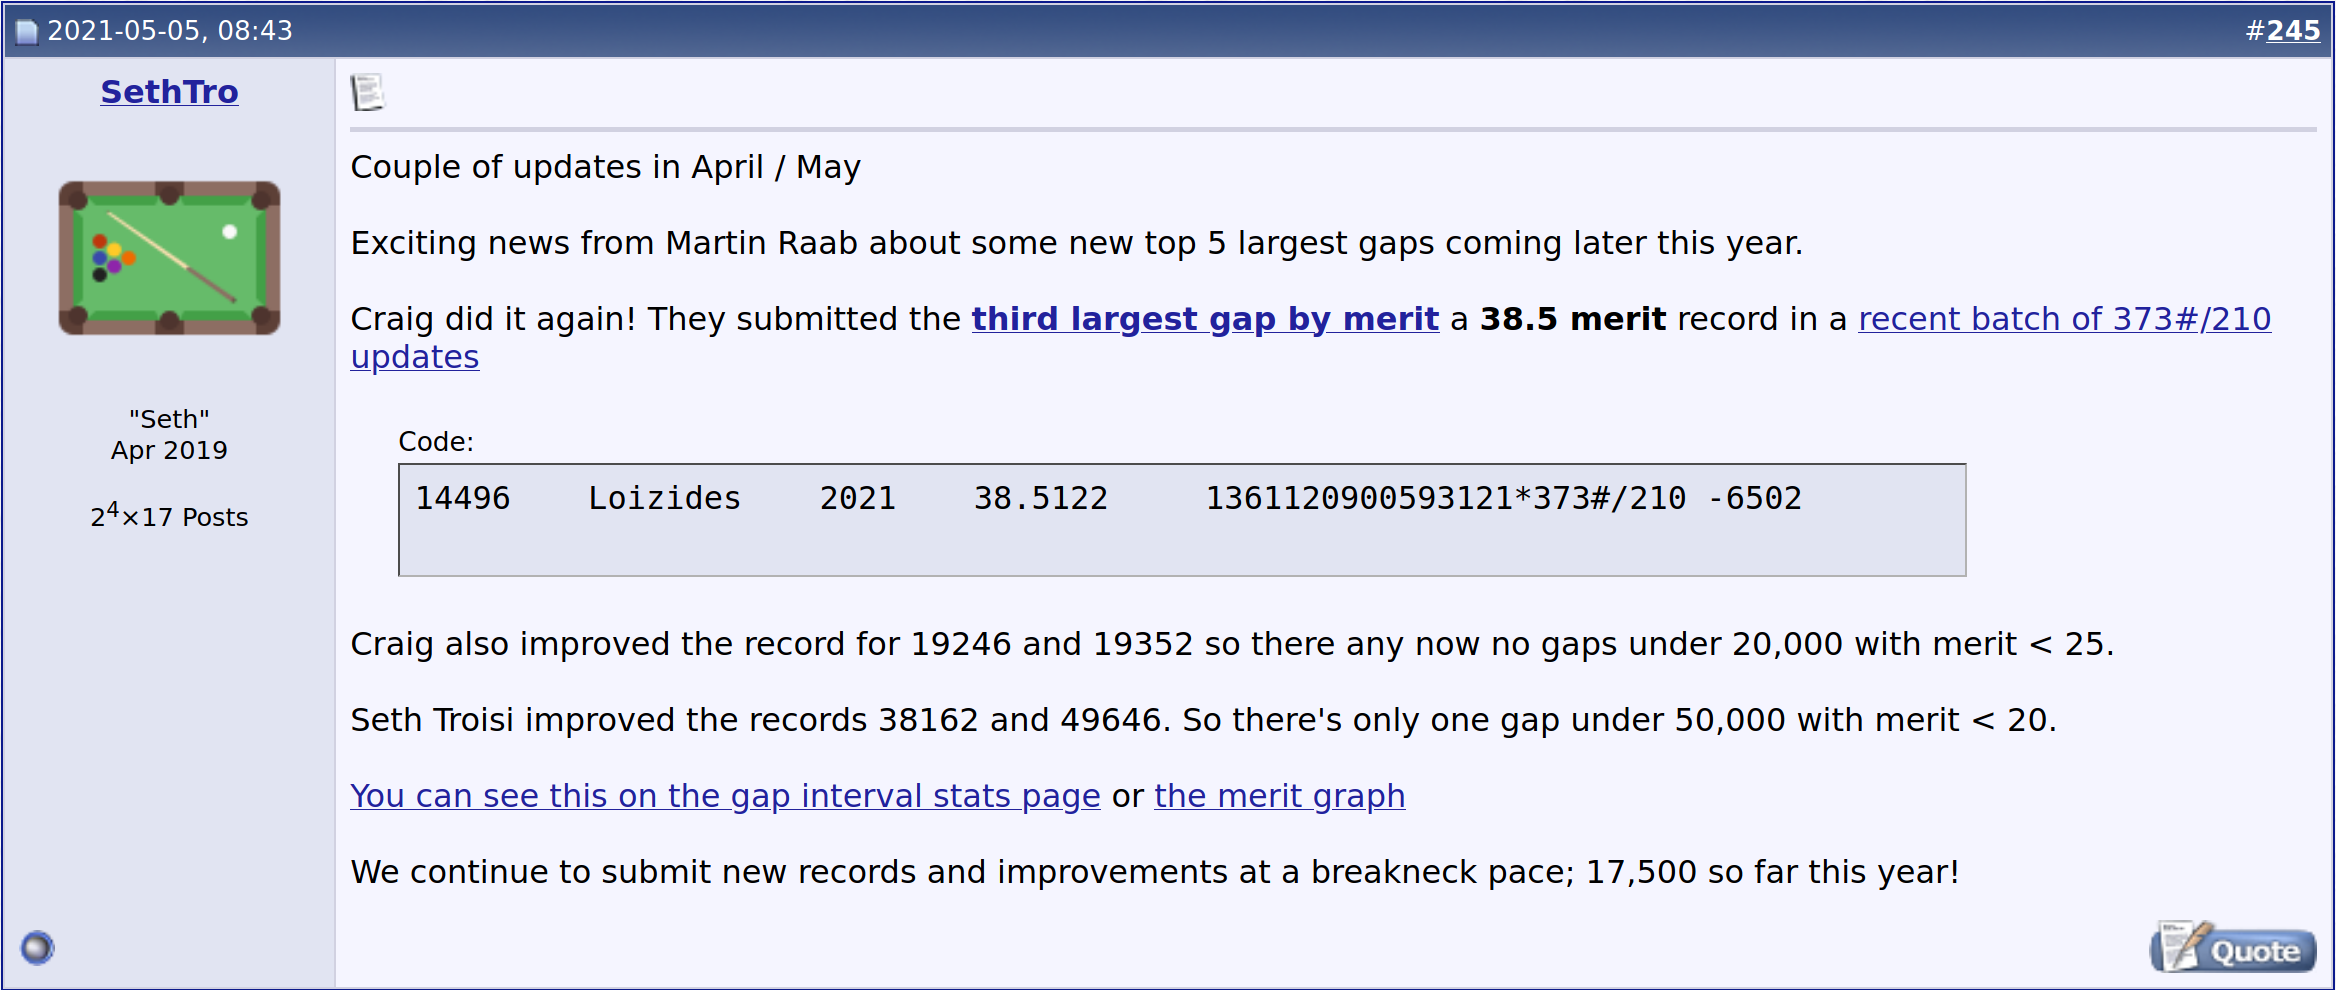 2021-05-05, 08:43
#245
SethTro
"Seth"
Apr 2019
2⁴×17 Posts
Couple of updates in April / May
Exciting news from Martin Raab about some new top 5 largest gaps coming later this year.
Craig did it again! They submitted the third largest gap by merit a 38.5 merit record in a recent batch of 373#/210
updates
Code:
14496    Loizides    2021    38.5122     1361120900593121*373#/210 -6502
Craig also improved the record for 19246 and 19352 so there any now no gaps under 20,000 with merit < 25.
Seth Troisi improved the records 38162 and 49646. So there's only one gap under 50,000 with merit < 20.
You can see this on the gap interval stats page or the merit graph
We continue to submit new records and improvements at a breakneck pace; 17,500 so far this year!
Quote